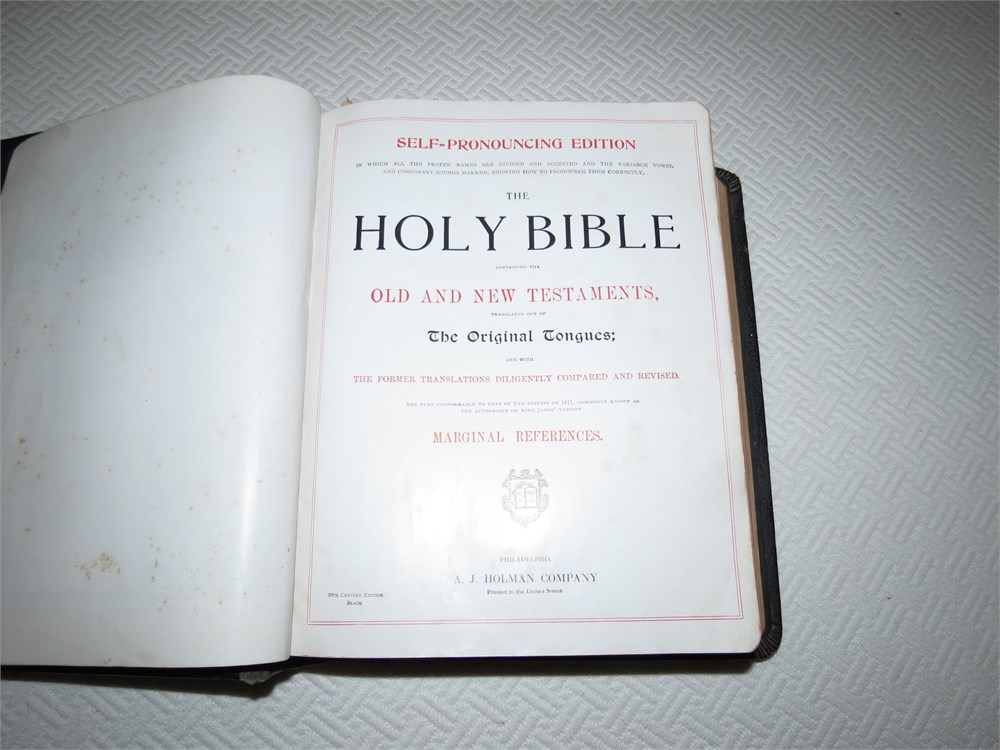 SELF-PRONOUNCING EDITION
IN WHICH ALL THE PROPER NAMES ARE DIVIDED AND ACCENTED AND THE VARIABLE VOWEL
AND CONSONANT SOUNDS MARKED, SHOWING HOW TO PRONOUNCE THEM CORRECTLY.
THE
HOLY BIBLE
CONTAINING THE
OLD AND NEW TESTAMENTS,
TRANSLATED OUT OF
The Original Tongues;
AND WITH
THE FORMER TRANSLATIONS DILIGENTLY COMPARED AND REVISED.
THE TEXT CONFORMABLE TO THAT OF THE EDITION OF 1611, COMMONLY KNOWN AS
THE AUTHORIZED OR KING JAMES' VERSION
MARGINAL REFERENCES.
PHILADELPHIA
A. J. HOLMAN COMPANY
Printed in the United States
CENTURY EDITION
BLACK